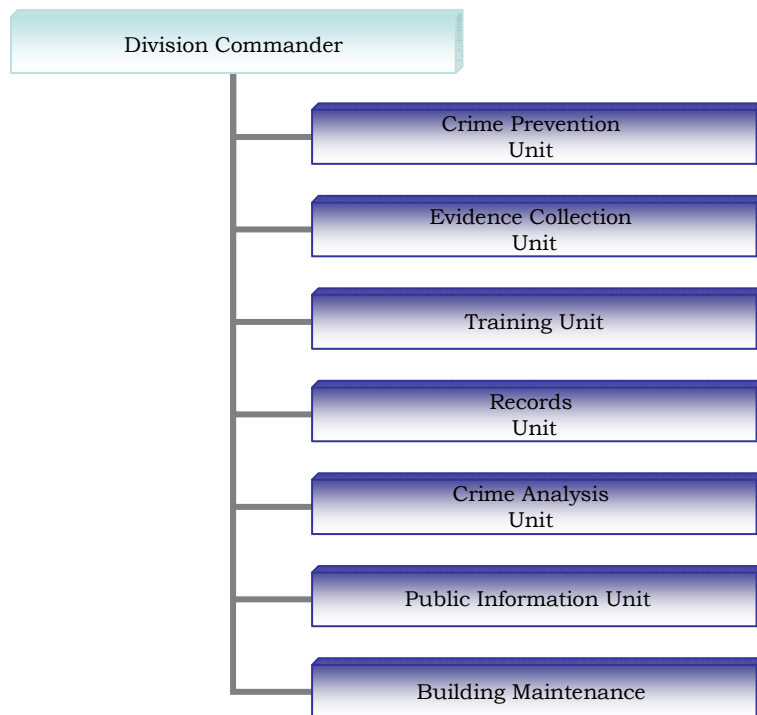 Division Commander
Crime Prevention
Unit
Evidence Collection
Unit
Training Unit
Records
Unit
Crime Analysis
Unit
Public Information Unit
Building Maintenance